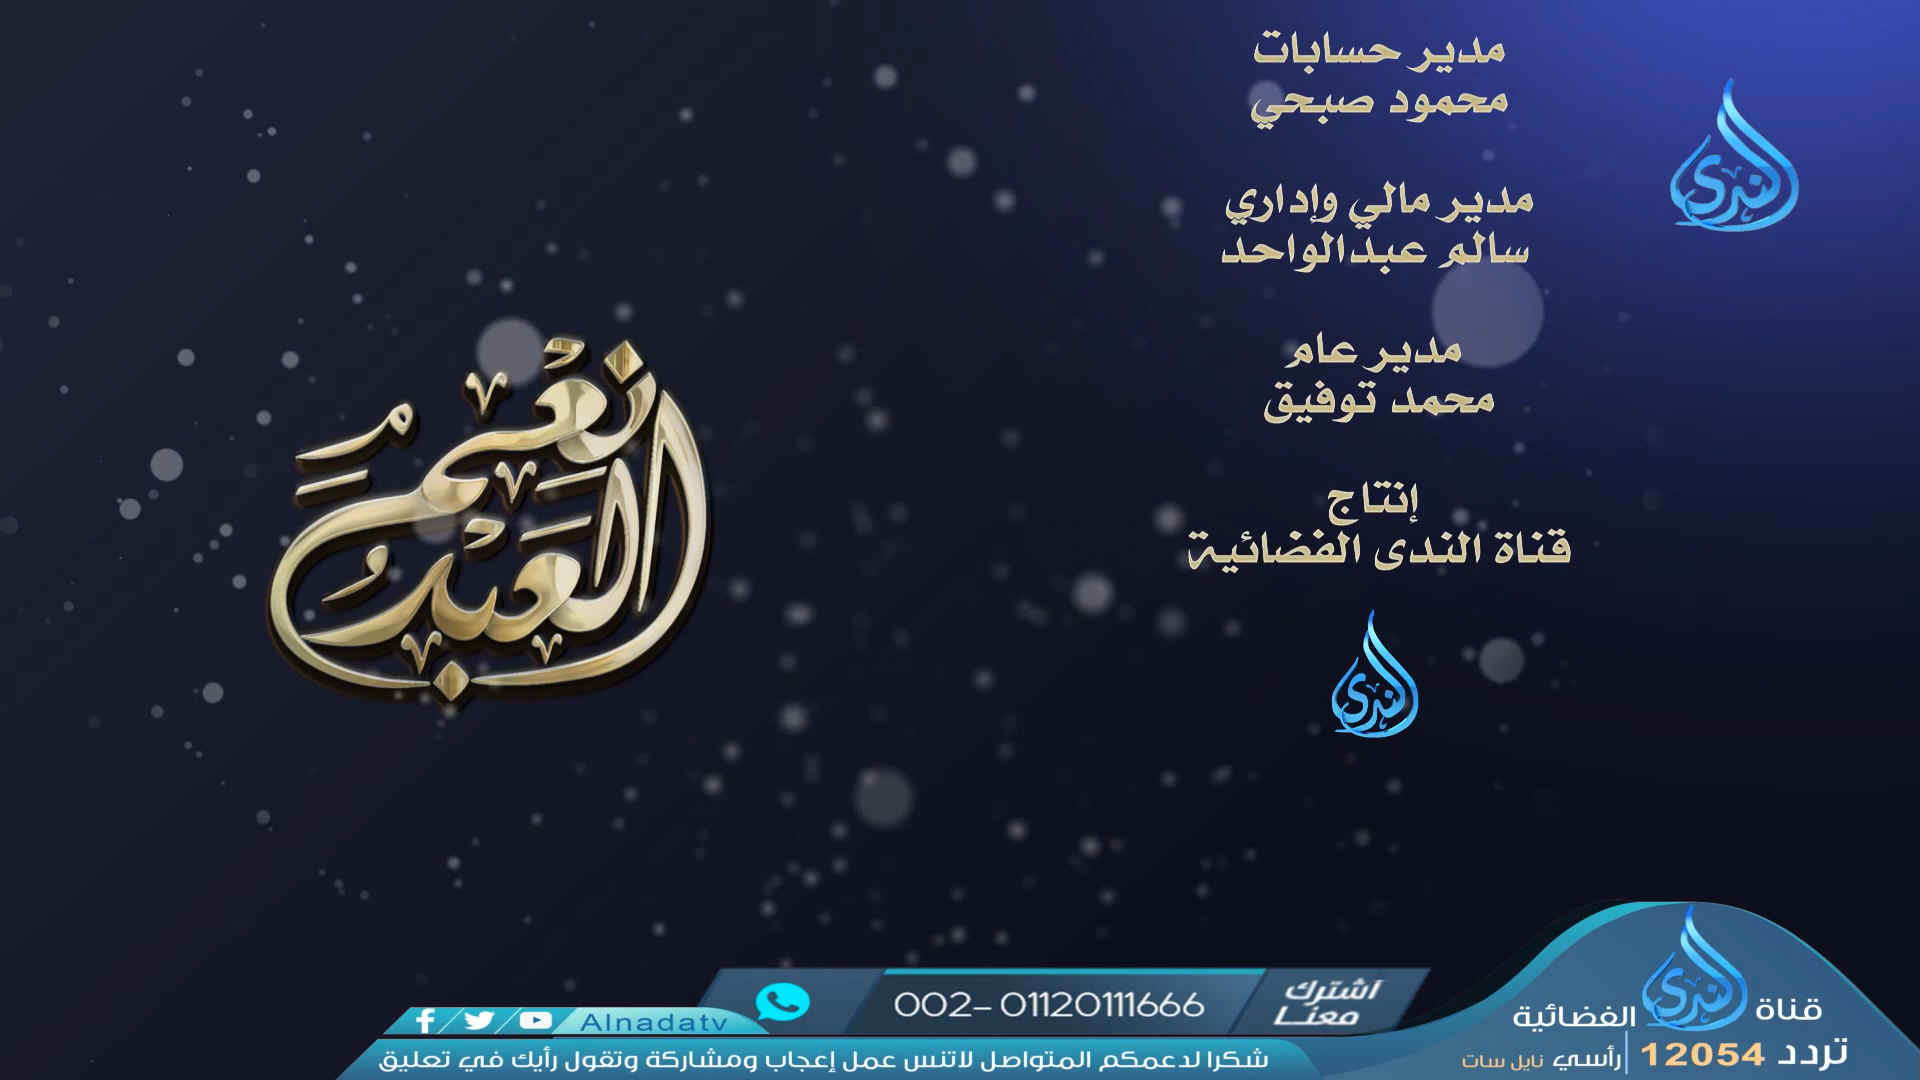 مدير حسابات
محمود صبحي
مدير مالي وإداري
سالم عبدالواحد
مدير عام
محمد توفيق
إنتاج
قناة الندى الفضائية
الندى
الندى
نعم
العبد
اشترك
معنا
002– 01120111666
Alnadatv
شكرا لدعمكم المتواصل لاتنس عمل إعجاب ومشاركة وتقول رأيك في تعليق
قناة الندى الفضائية
تردد 12054 رأسي نايل سات